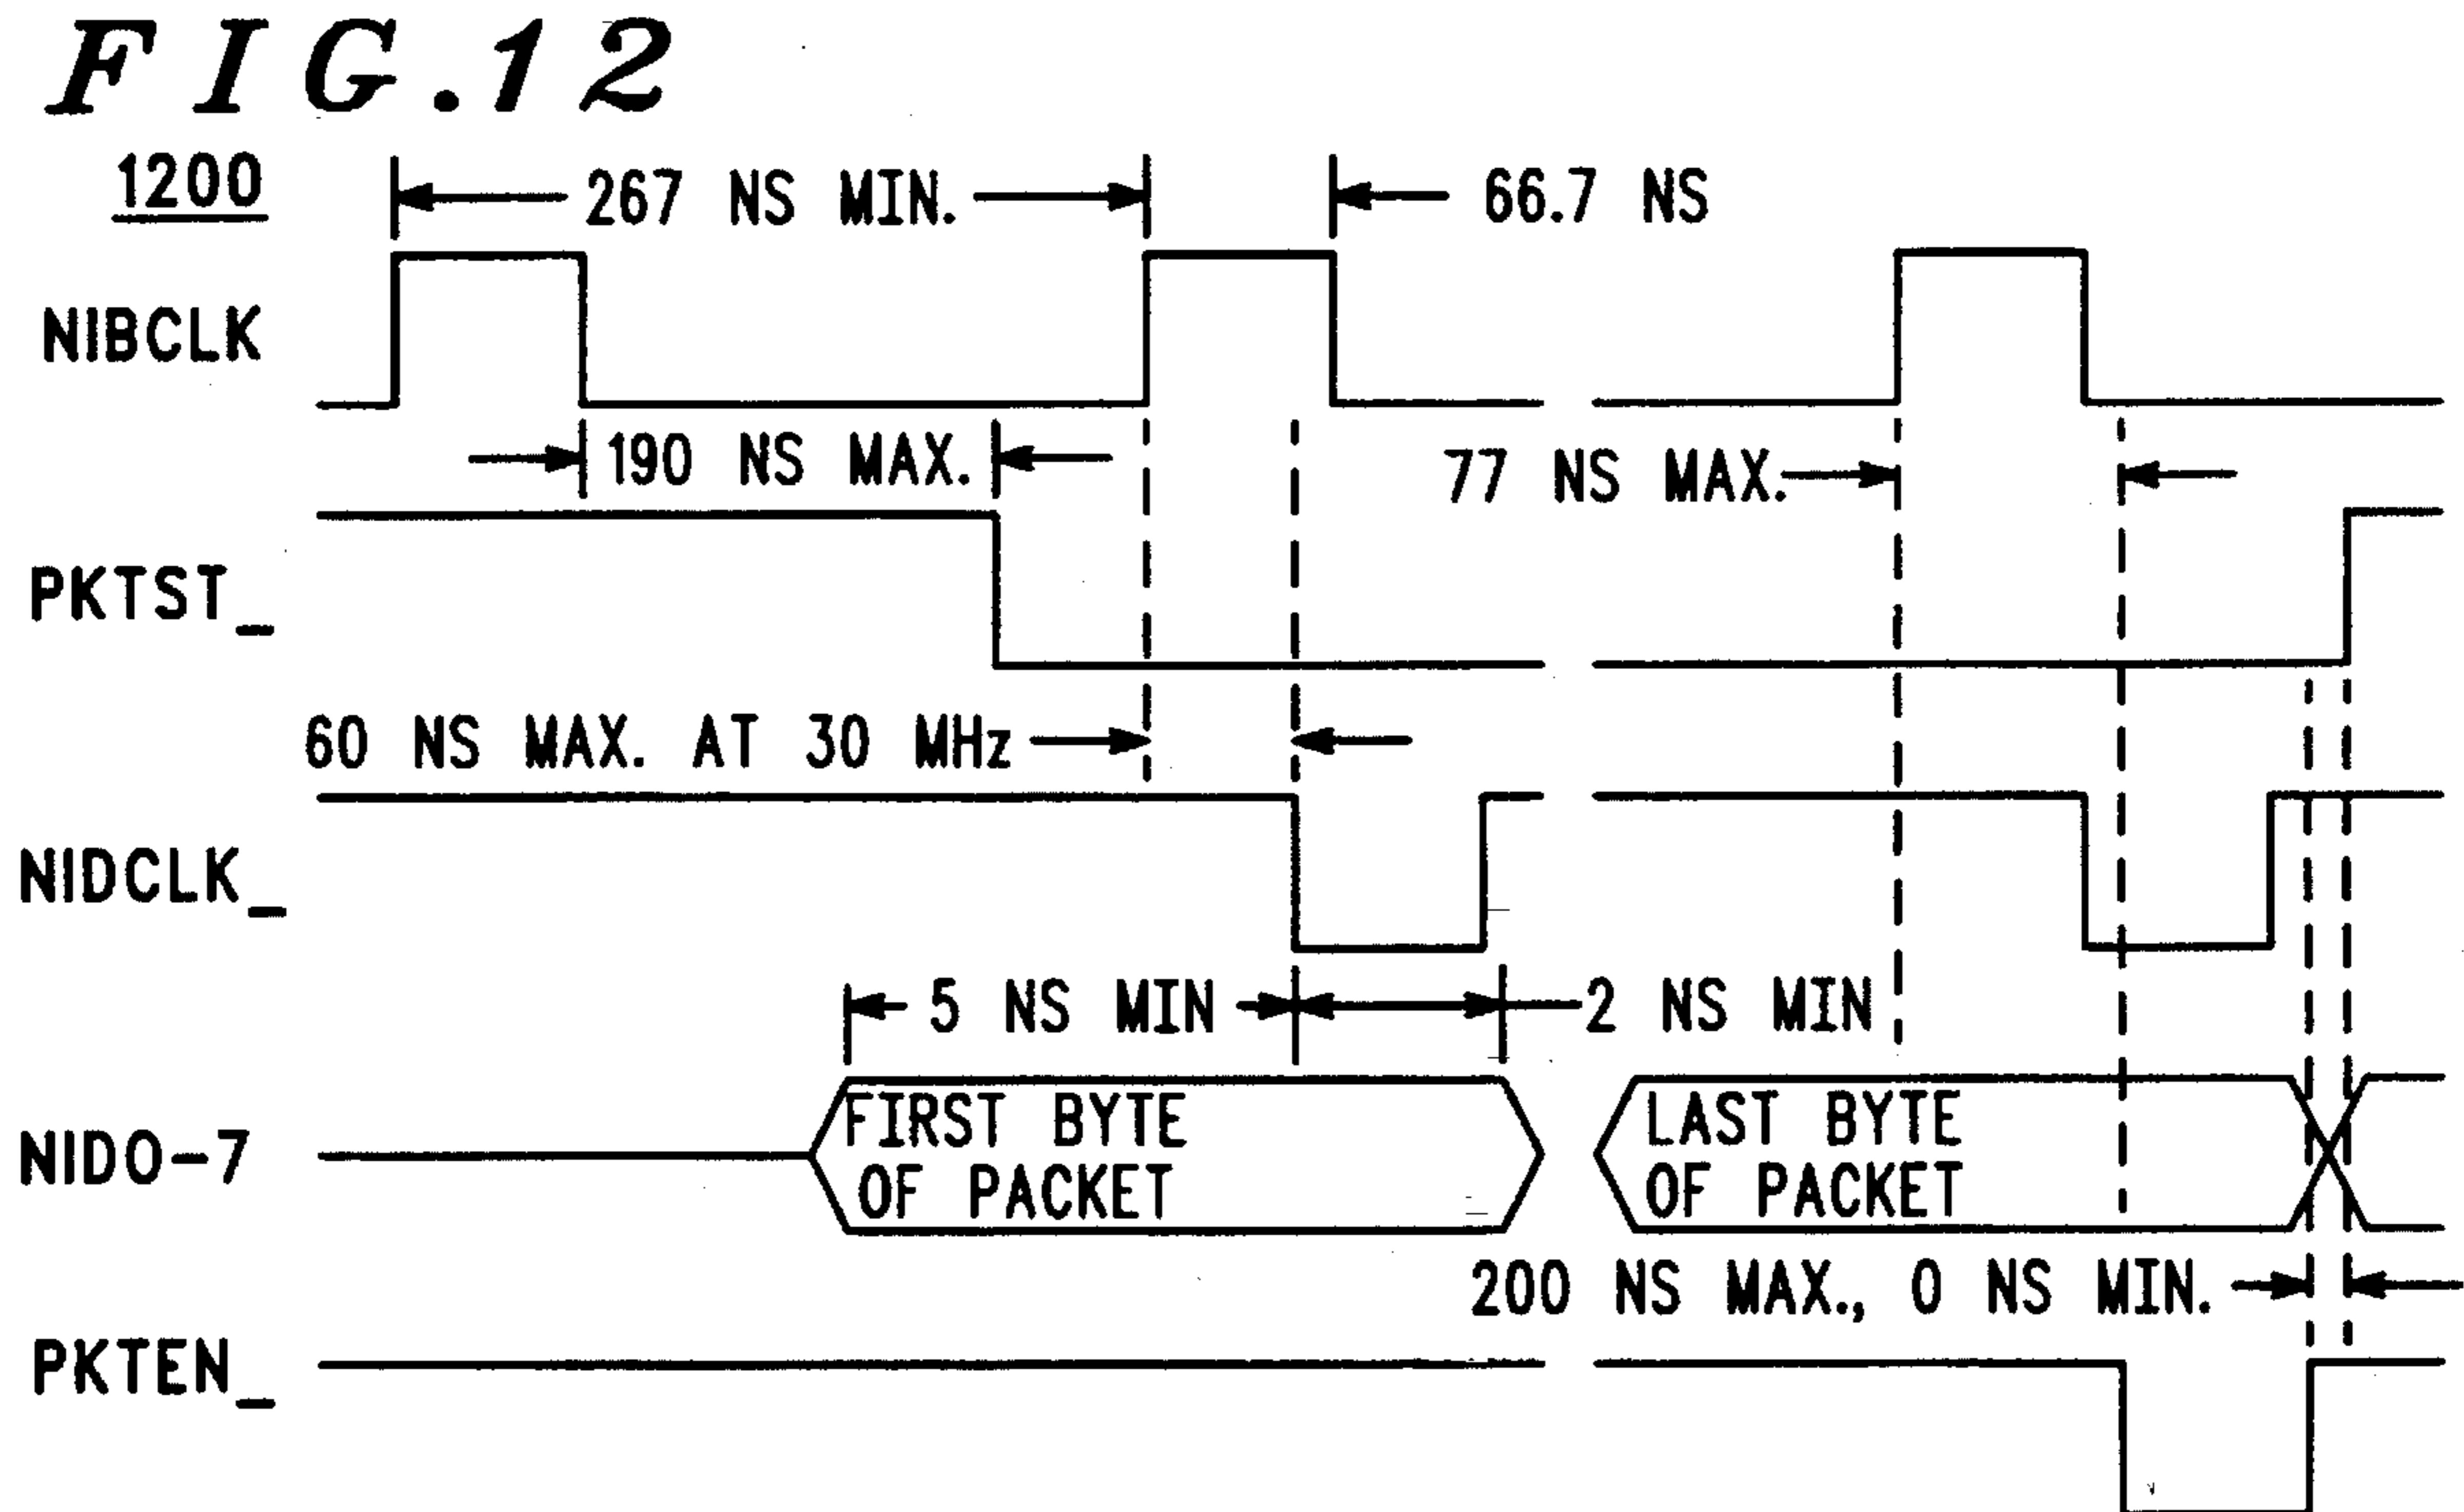 FIG.12
1200
267 NS MIN.
66.7 NS
NIBCLK
190 NS MAX.
77 NS MAX.
PKTST_
60 NS MAX. AT 30 MHz
NIDCLK_
5 NS MIN
2 NS MIN
NIDO-7
FIRST BYTE
OF PACKET
LAST BYTE
OF PACKET
200 NS MAX., 0 NS MIN.
PKTEN_